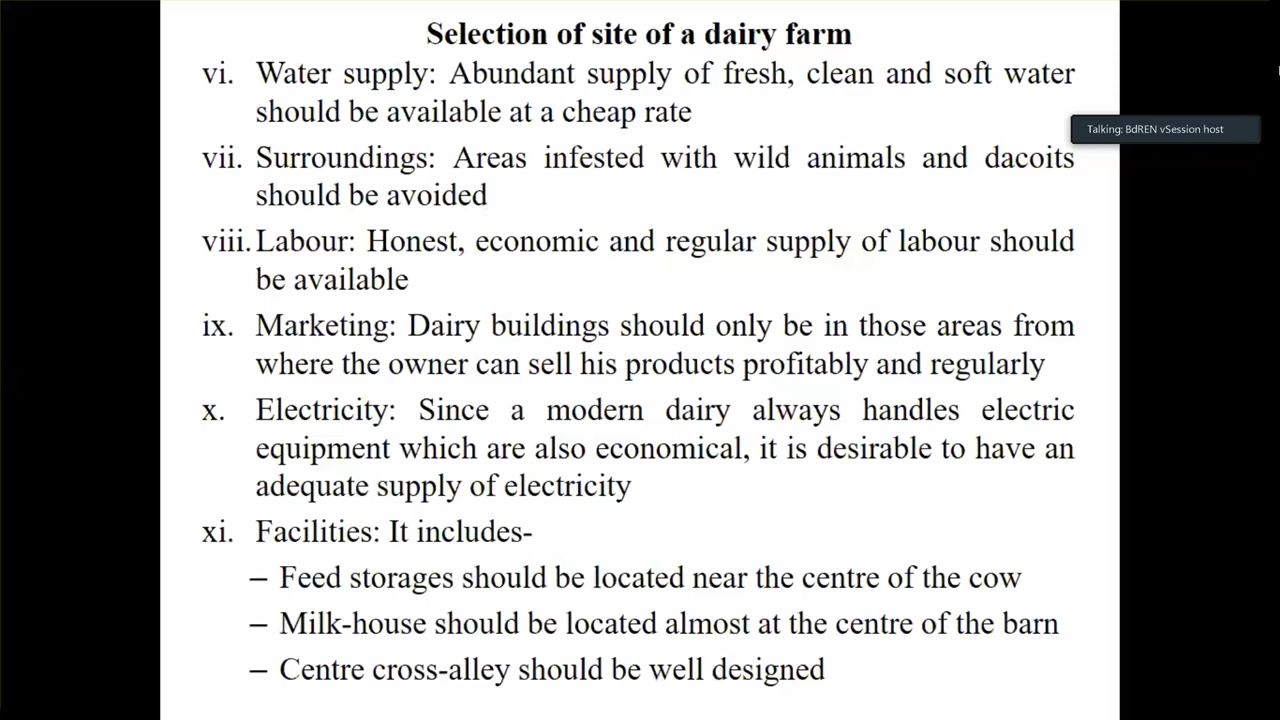 Selection of site of a dairy farm
vi. Water supply: Abundant supply of fresh, clean and soft water
should be available at a cheap rate
Talking: BdREN vSession host
vii. Surroundings: Areas infested with wild animals and dacoits
should be avoided
viii. Labour: Honest, economic and regular supply of labour should
be available
ix. Marketing: Dairy buildings should only be in those areas from
where the owner can sell his products profitably and regularly
x. Electricity: Since a modern dairy always handles electric
equipment which are also economical, it is desirable to have an
adequate supply of electricity
xi. Facilities: It includes-
– Feed storages should be located near the centre of the cow
– Milk-house should be located almost at the centre of the barn
– Centre cross-alley should be well designed